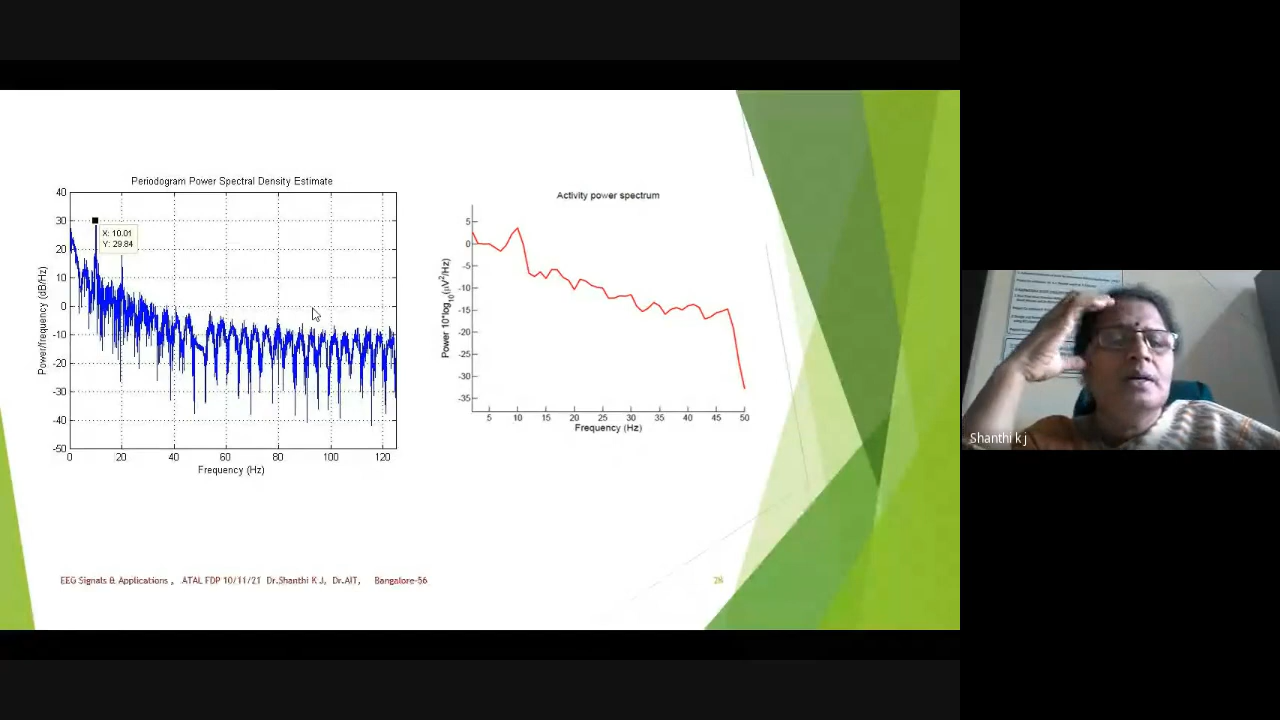 Periodogram Power Spectral Density Estimate
40
30
20
10
0
-10
-20
-30
-40
-50
Power/frequency (dB/Hz)
X: 10.01
Y: 29.84
0 20 40 60 80 100 120
Frequency (Hz)
Activity power spectrum
5
0
-5
-10
-15
-20
-25
-30
-35
Power 10*log10(μV²/Hz)
5 10 15 20 25 30 35 40 45 50
Frequency (Hz)
EEG Signals & Applications , ATAL FDP 10/11/21 Dr.Shanthi K J, Dr.AIT, Bangalore-56
28
Shanthi k j